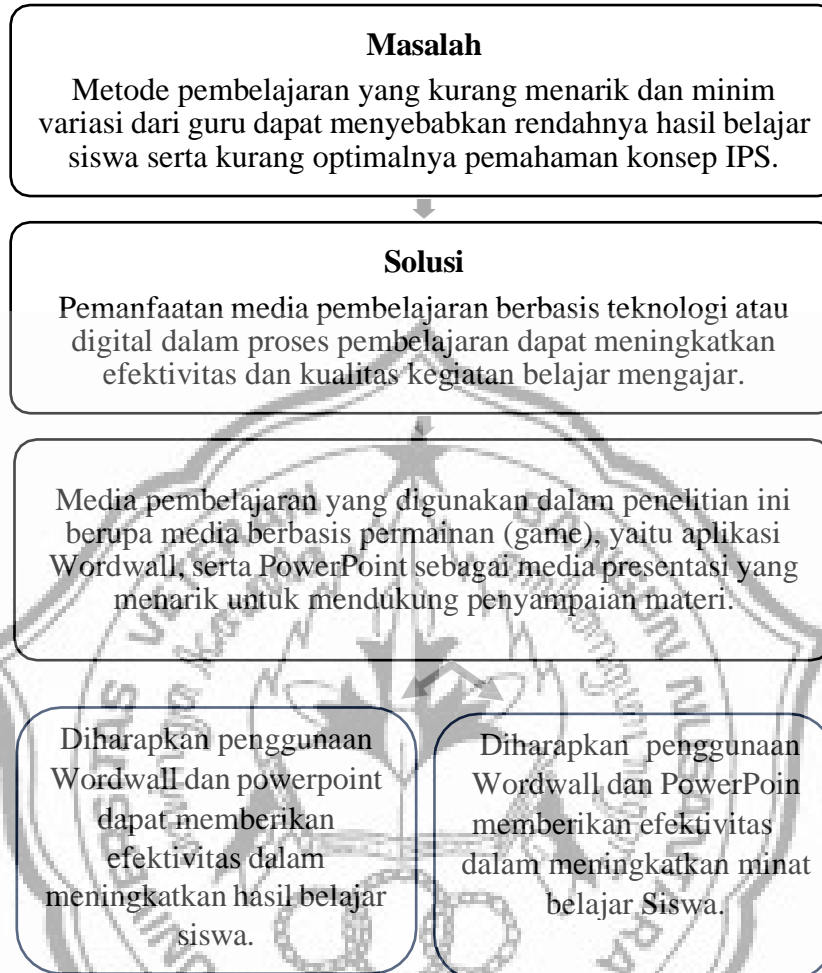 Masalah
Metode pembelajaran yang kurang menarik dan minim
variasi dari guru dapat menyebabkan rendahnya hasil belajar
siswa serta kurang optimalnya pemahaman konsep IPS.
Solusi
Pemanfaatan media pembelajaran berbasis teknologi atau
digital dalam proses pembelajaran dapat meningkatkan
efektivitas dan kualitas kegiatan belajar mengajar.
Media pembelajaran yang digunakan dalam penelitian ini
berupa media berbasis permainan (game), yaitu aplikasi
Wordwall, serta PowerPoint sebagai media presentasi yang
menarik untuk mendukung penyampaian materi.
Diharapkan penggunaan
Wordwall dan powerpoint
dapat memberikan
efektivitas dalam
meningkatkan hasil belajar
siswa.
Diharapkan penggunaan
Wordwall dan PowerPoin
memberikan efektivitas
dalam meningkatkan minat
belajar Siswa.
VETERAN
BANGUN NUSANTARA